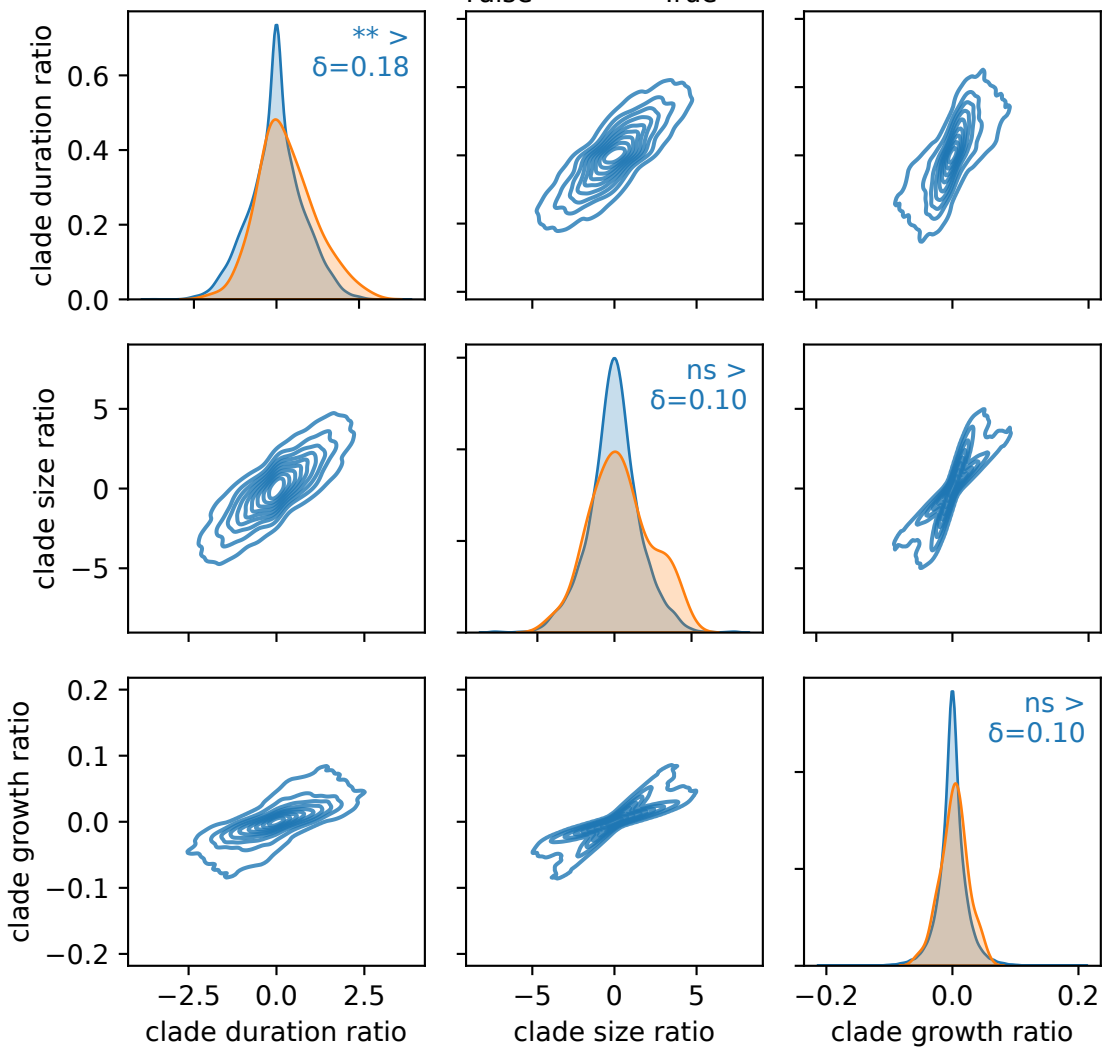 False True
** >
δ=0.18
clade duration ratio
0.6
0.4
0.2
0.0
ns >
δ=0.10
clade size ratio
5
0
−5
ns >
δ=0.10
clade growth ratio
0.2
0.1
0.0
−0.1
−0.2
−2.5 0.0 2.5
−5 0 5
−0.2 0.0 0.2
clade duration ratio
clade size ratio
clade growth ratio